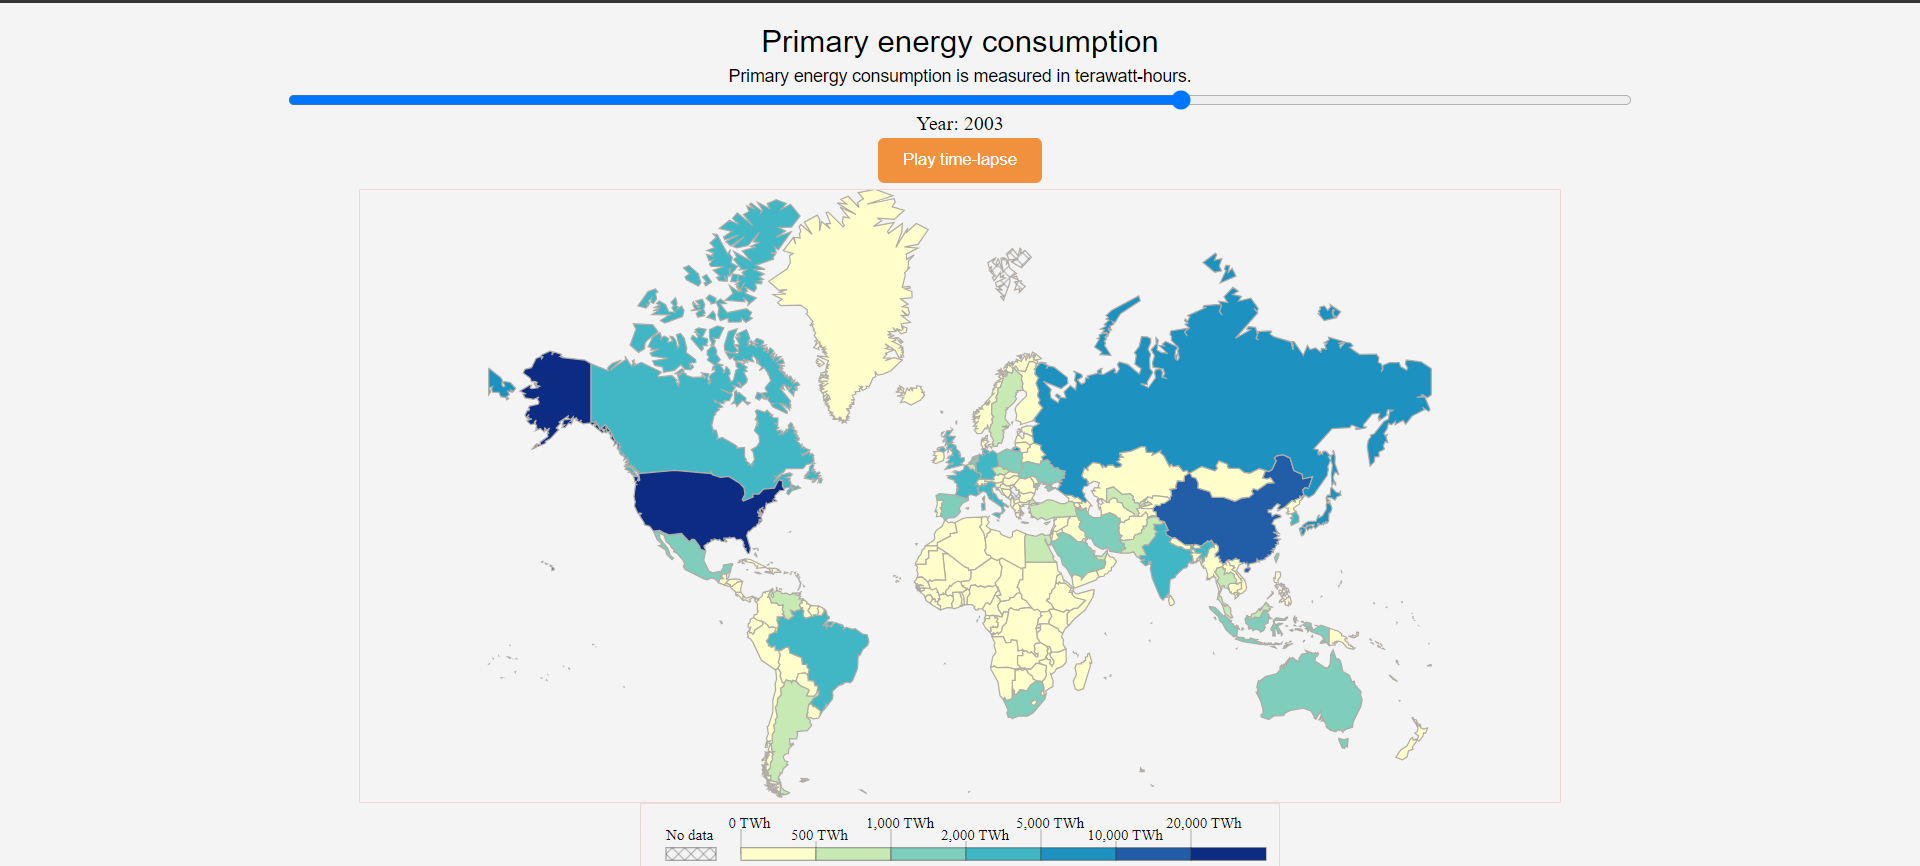 Primary energy consumption
Primary energy consumption is measured in terawatt-hours.
Year: 2003
Play time-lapse
0 TWh 1,000 TWh 5,000 TWh 20,000 TWh
No data 500 TWh 2,000 TWh 10,000 TWh